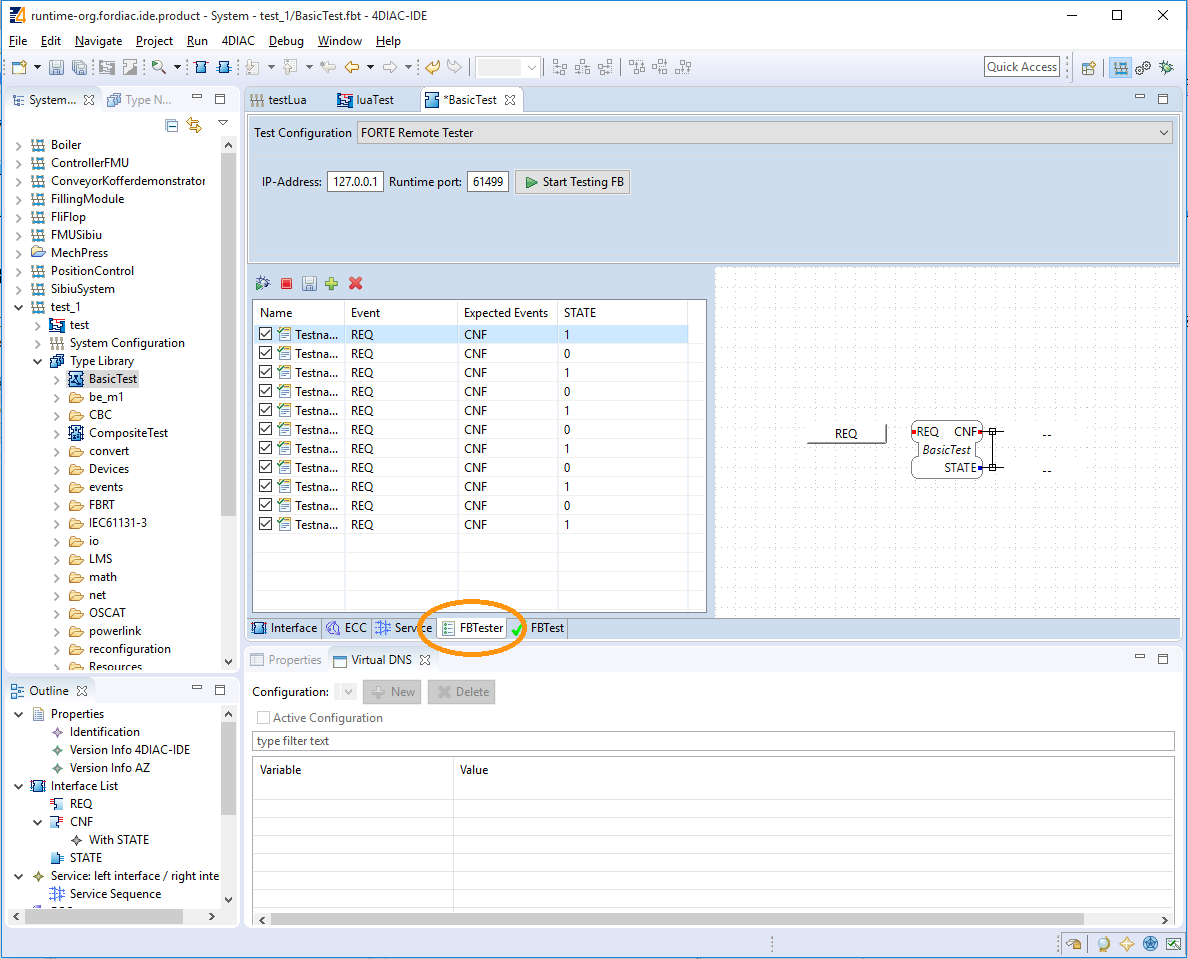 runtime-org.fordiac.ide.product - System - test_1/BasicTest.fbt - 4DIAC-IDE
File Edit Navigate Project Run 4DIAC Debug Window Help
Quick Access
System... Type N...
Boiler
ControllerFMU
ConveyorKofferdemonstrator
FillingModule
FliFlop
FMUSibiu
MechPress
PositionControl
SibiuSystem
test_1
test
System Configuration
Type Library
BasicTest
be_m1
CBC
CompositeTest
convert
Devices
events
FBRT
IEC61131-3
io
LMS
math
net
OSCAT
powerlink
reconfiguration
Resources
testLua luaTest *BasicTest
Test Configuration FORTE Remote Tester
IP-Address: 127.0.0.1 Runtime port: 61499 Start Testing FB
Name Event Expected Events STATE
Testna... REQ CNF 1
Testna... REQ CNF 0
Testna... REQ CNF 1
Testna... REQ CNF 0
Testna... REQ CNF 1
Testna... REQ CNF 0
Testna... REQ CNF 1
Testna... REQ CNF 0
Testna... REQ CNF 1
Testna... REQ CNF 0
Testna... REQ CNF 1
REQ REQ CNF --
BasicTest
STATE --
Interface ECC Service FBTester FBTest
Outline
Properties
Identification
Version Info 4DIAC-IDE
Version Info AZ
Interface List
REQ
CNF
With STATE
STATE
Service: left interface / right inte
Service Sequence
Properties Virtual DNS
Configuration: New Delete
Active Configuration
type filter text
Variable Value